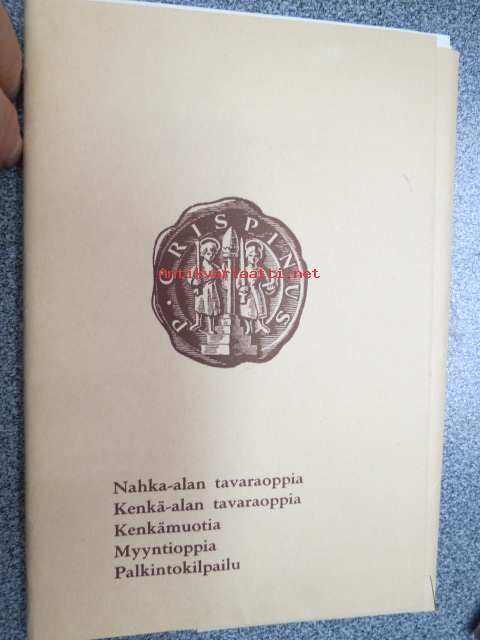 P. CRISPINUS
antikvariaatti.net
Nahka-alan tavaraoppia
Kenkä-alan tavaraoppia
Kenkämuotia
Myyntioppia
Palkintokilpailu